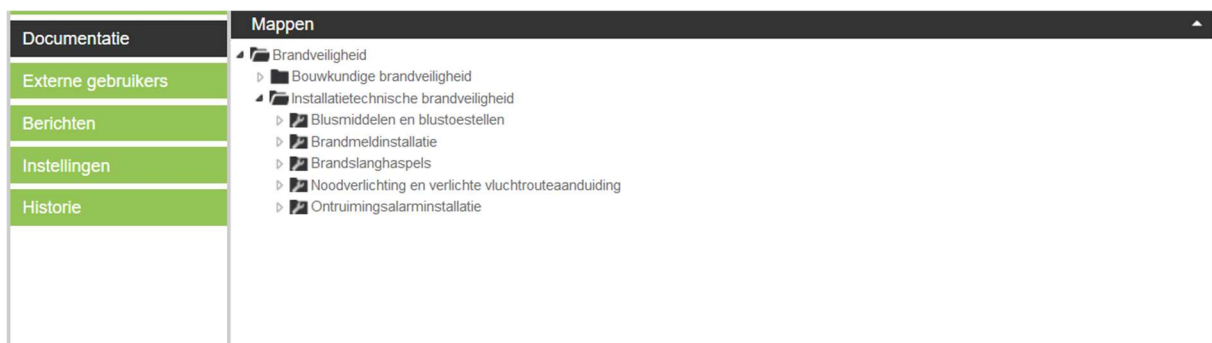 Documentatie
Externe gebruikers
Berichten
Instellingen
Historie
Mappen
Brandveiligheid
Bouwkundige brandveiligheid
Installatietechnische brandveiligheid
Blusmiddelen en blustoestellen
Brandmeldinstallatie
Brandslanghaspels
Noodverlichting en verlichte vluchtrouteaanduiding
Ontruimingsalarminstallatie